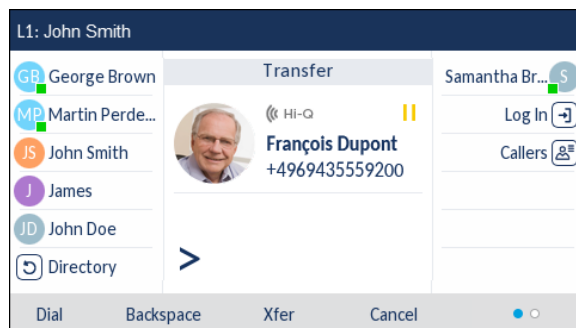 L1: John Smith
GB George Brown
MP Martin Perde...
JS John Smith
J James
JD John Doe
Directory
Transfer
Hi-Q
François Dupont
+4969435559200
>
Samantha Br... S
Log In
Callers
Dial Backspace Xfer Cancel